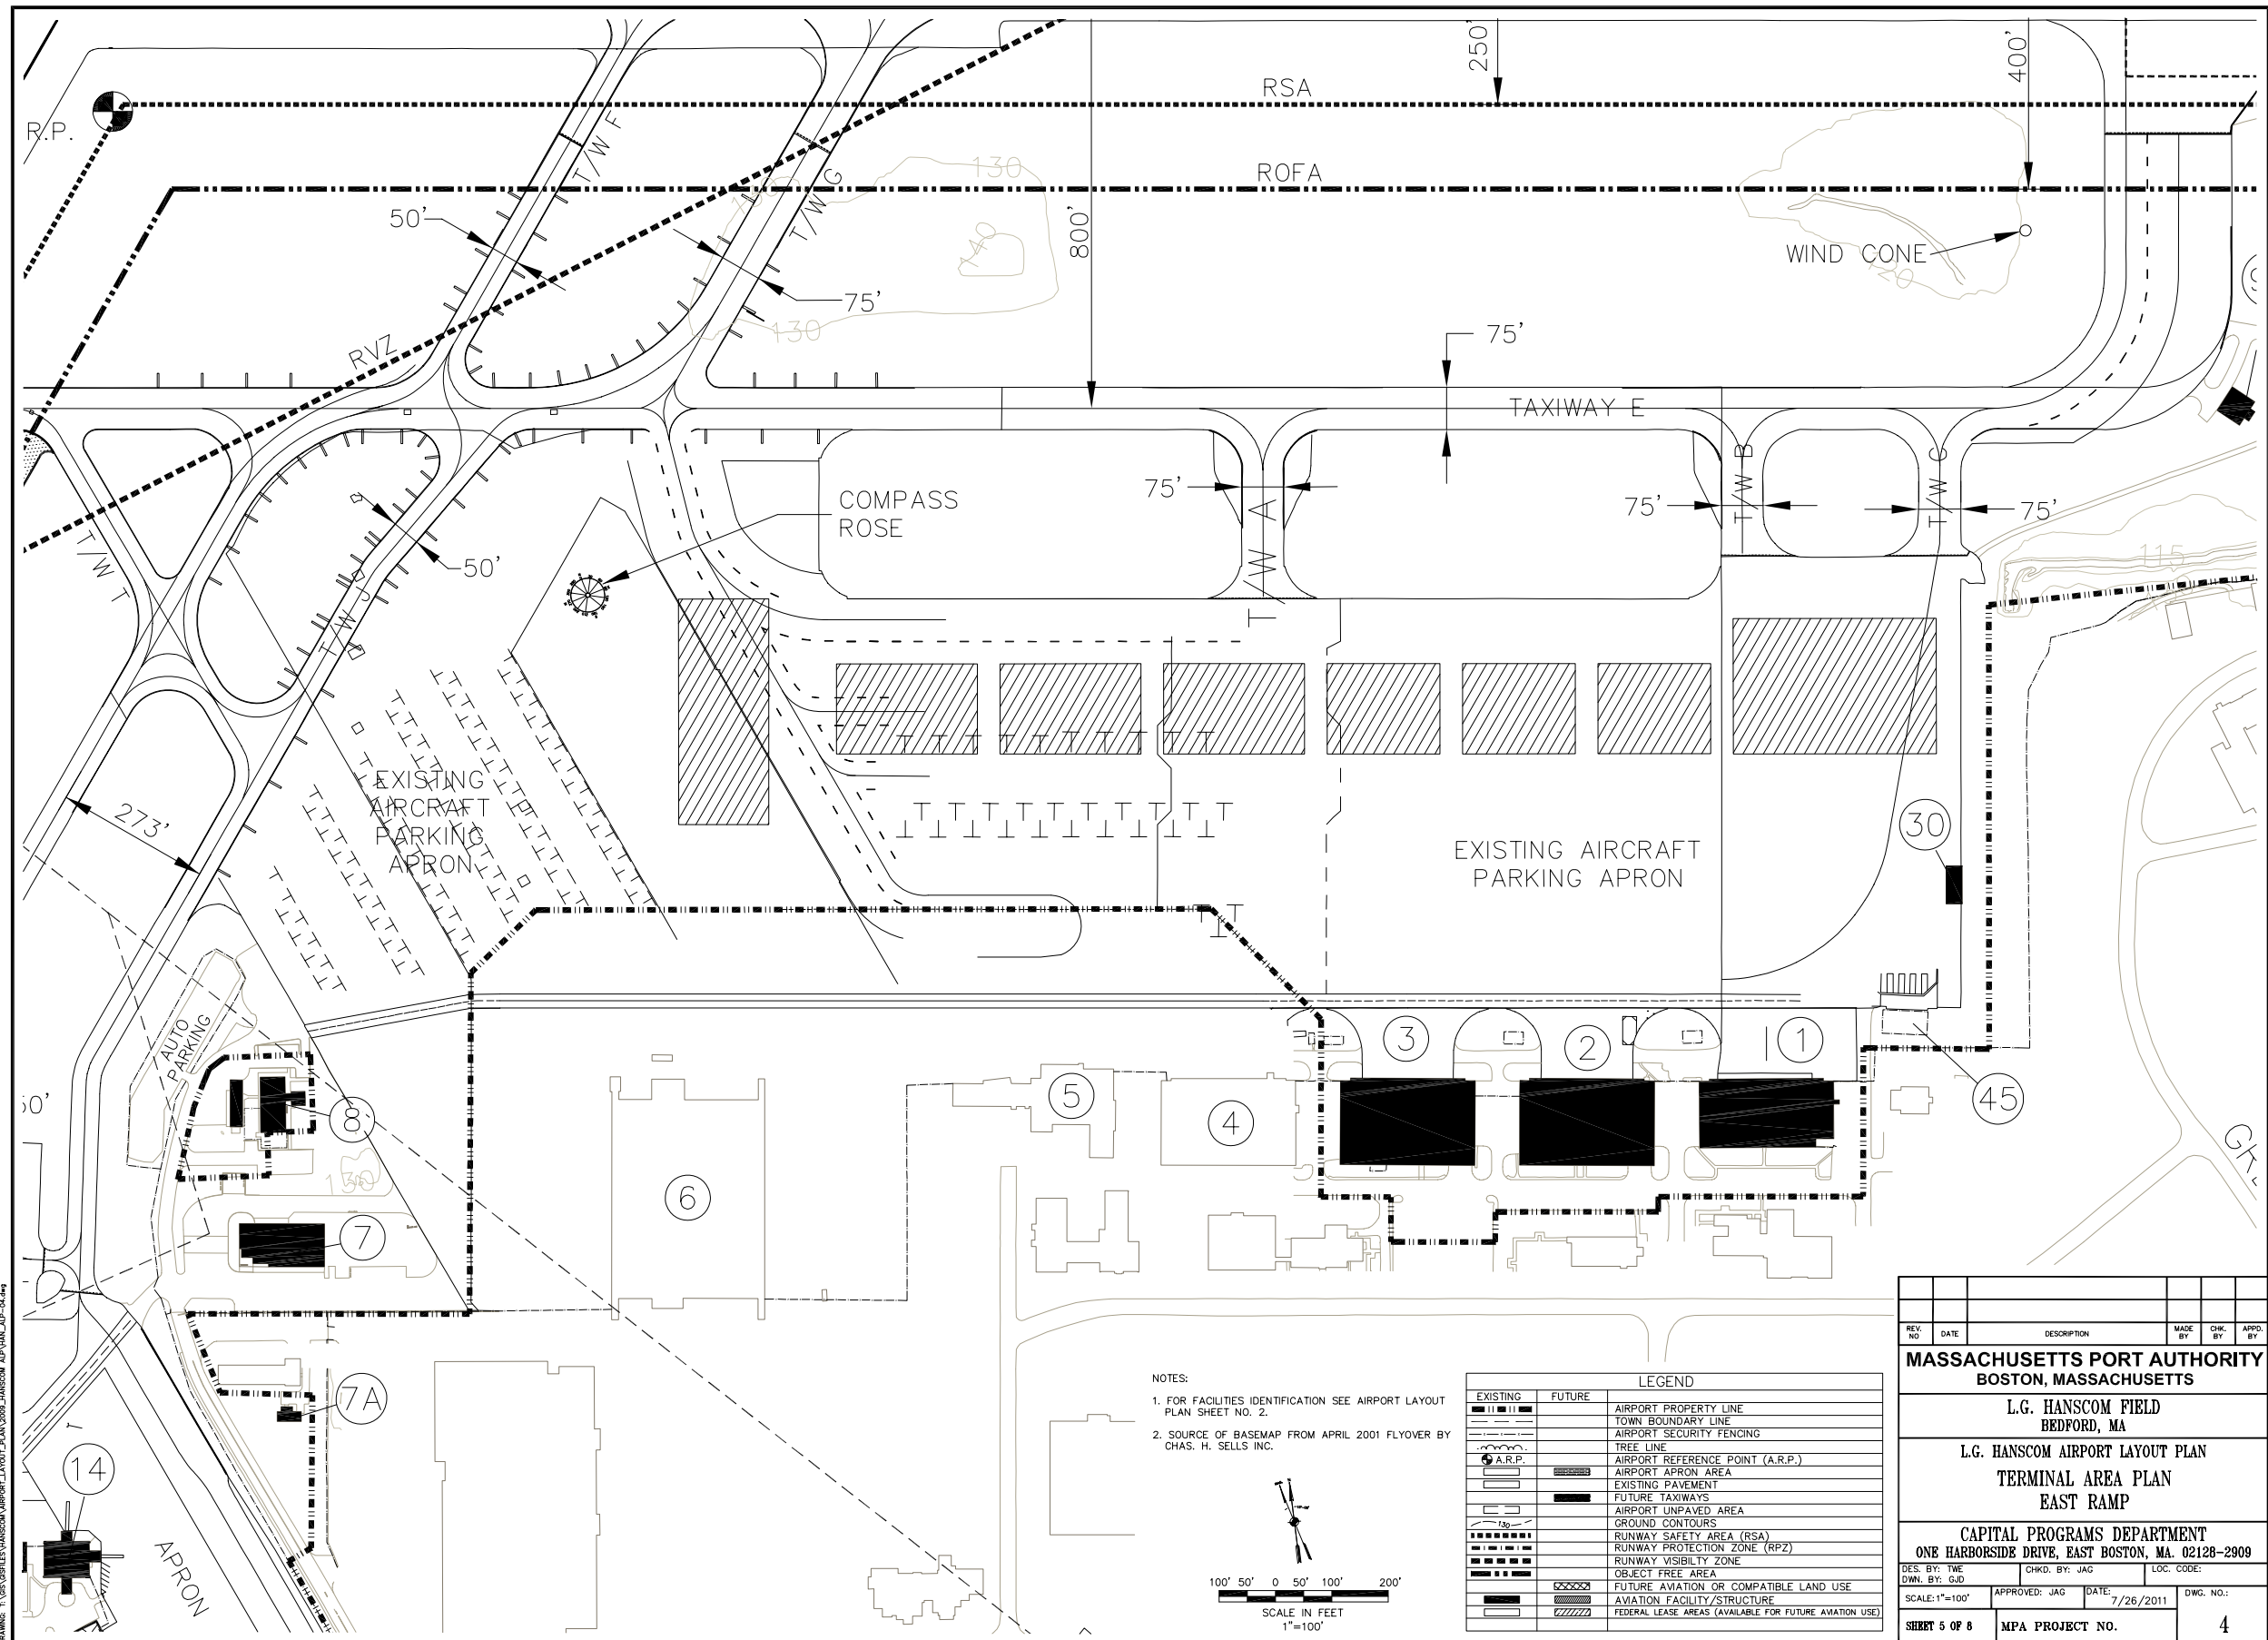 R.P.
T/W F
RSA
250'
400'
130
130
T/W G
ROFA
50'
140
800'
WIND CONE
120
75'
130
RVZ
75'
TAXIWAY E
COMPASS
ROSE
75'
T/W A
75'
T/W B
T/W C
75'
50'
T/W T
T/W J
115
EXISTING
AIRCRAFT
PARKING
APRON
273'
30
EXISTING AIRCRAFT
PARKING APRON
AUTO
PARKING
3
2
1
5
4
45
8
130
6
7
7A
14
APRON
NOTES:
1. FOR FACILITIES IDENTIFICATION SEE AIRPORT LAYOUT
PLAN SHEET NO. 2.
2. SOURCE OF BASEMAP FROM APRIL 2001 FLYOVER BY
CHAS. H. SELLS INC.
100' 50' 0 50' 100' 200'
SCALE IN FEET
1"=100'
LEGEND
EXISTING FUTURE
AIRPORT PROPERTY LINE
TOWN BOUNDARY LINE
AIRPORT SECURITY FENCING
TREE LINE
A.R.P. AIRPORT REFERENCE POINT (A.R.P.)
AIRPORT APRON AREA
EXISTING PAVEMENT
FUTURE TAXIWAYS
AIRPORT UNPAVED AREA
130 GROUND CONTOURS
RUNWAY SAFETY AREA (RSA)
RUNWAY PROTECTION ZONE (RPZ)
RUNWAY VISIBILTY ZONE
OBJECT FREE AREA
FUTURE AVIATION OR COMPATIBLE LAND USE
AVIATION FACILITY/STRUCTURE
FEDERAL LEASE AREAS (AVAILABLE FOR FUTURE AVIATION USE)
REV. NO DATE DESCRIPTION MADE BY CHK. BY APPD. BY
MASSACHUSETTS PORT AUTHORITY
BOSTON, MASSACHUSETTS
L.G. HANSCOM FIELD
BEDFORD, MA
L.G. HANSCOM AIRPORT LAYOUT PLAN
TERMINAL AREA PLAN
EAST RAMP
CAPITAL PROGRAMS DEPARTMENT
ONE HARBORSIDE DRIVE, EAST BOSTON, MA. 02128-2909
DES. BY: TWE CHKD. BY: JAG LOC. CODE:
DWN. BY: GJD
SCALE: 1"=100' APPROVED: JAG DATE: 7/26/2011 DWG. NO.:
SHEET 5 OF 8 MPA PROJECT NO. 4